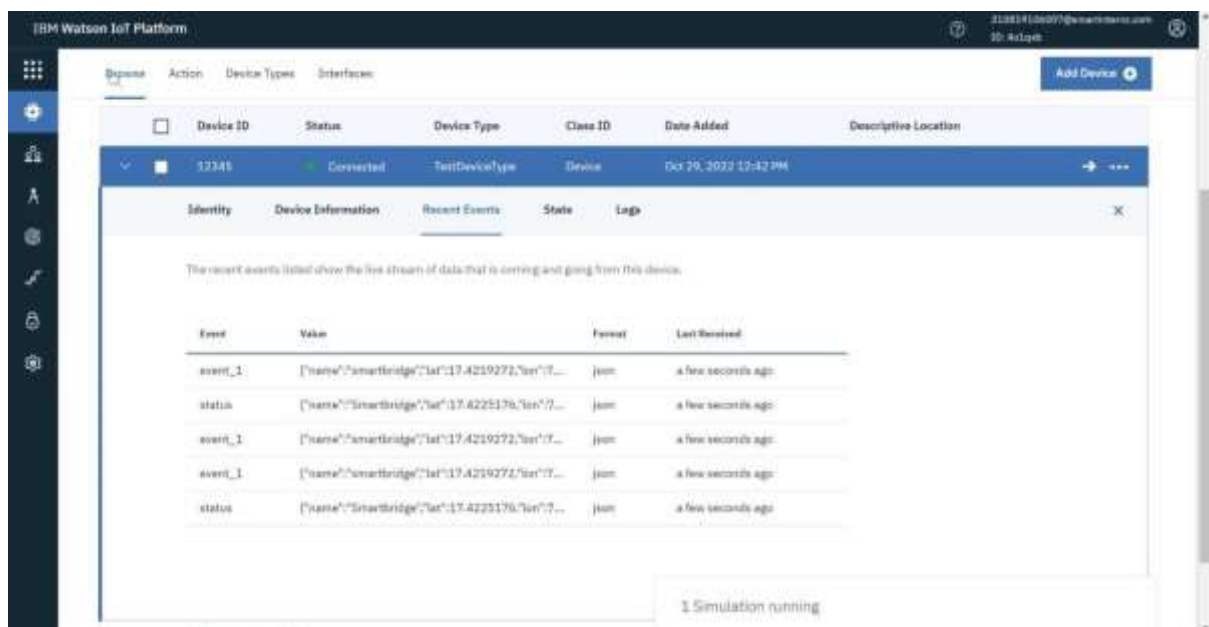 IBM Watson IoT Platform
Browse Action Device Types Interfaces
Add Device
Device ID Status Device Type Class ID Date Added Descriptive Location
12345 Connected TestDeviceType Device Oct 29, 2022 12:42 PM
Identity Device Information Recent Events State Logs
The recent events listed show the live stream of data that is coming and going from this device.
Event Value Format Last Received
event_1 {"name":"smartbridge","lat":17.4219272,"lon":7... json a few seconds ago
status {"name":"Smartbridge","lat":17.4225176,"lon":7... json a few seconds ago
event_1 {"name":"smartbridge","lat":17.4219272,"lon":7... json a few seconds ago
event_1 {"name":"smartbridge","lat":17.4219272,"lon":7... json a few seconds ago
status {"name":"Smartbridge","lat":17.4225176,"lon":7... json a few seconds ago
1 Simulation running